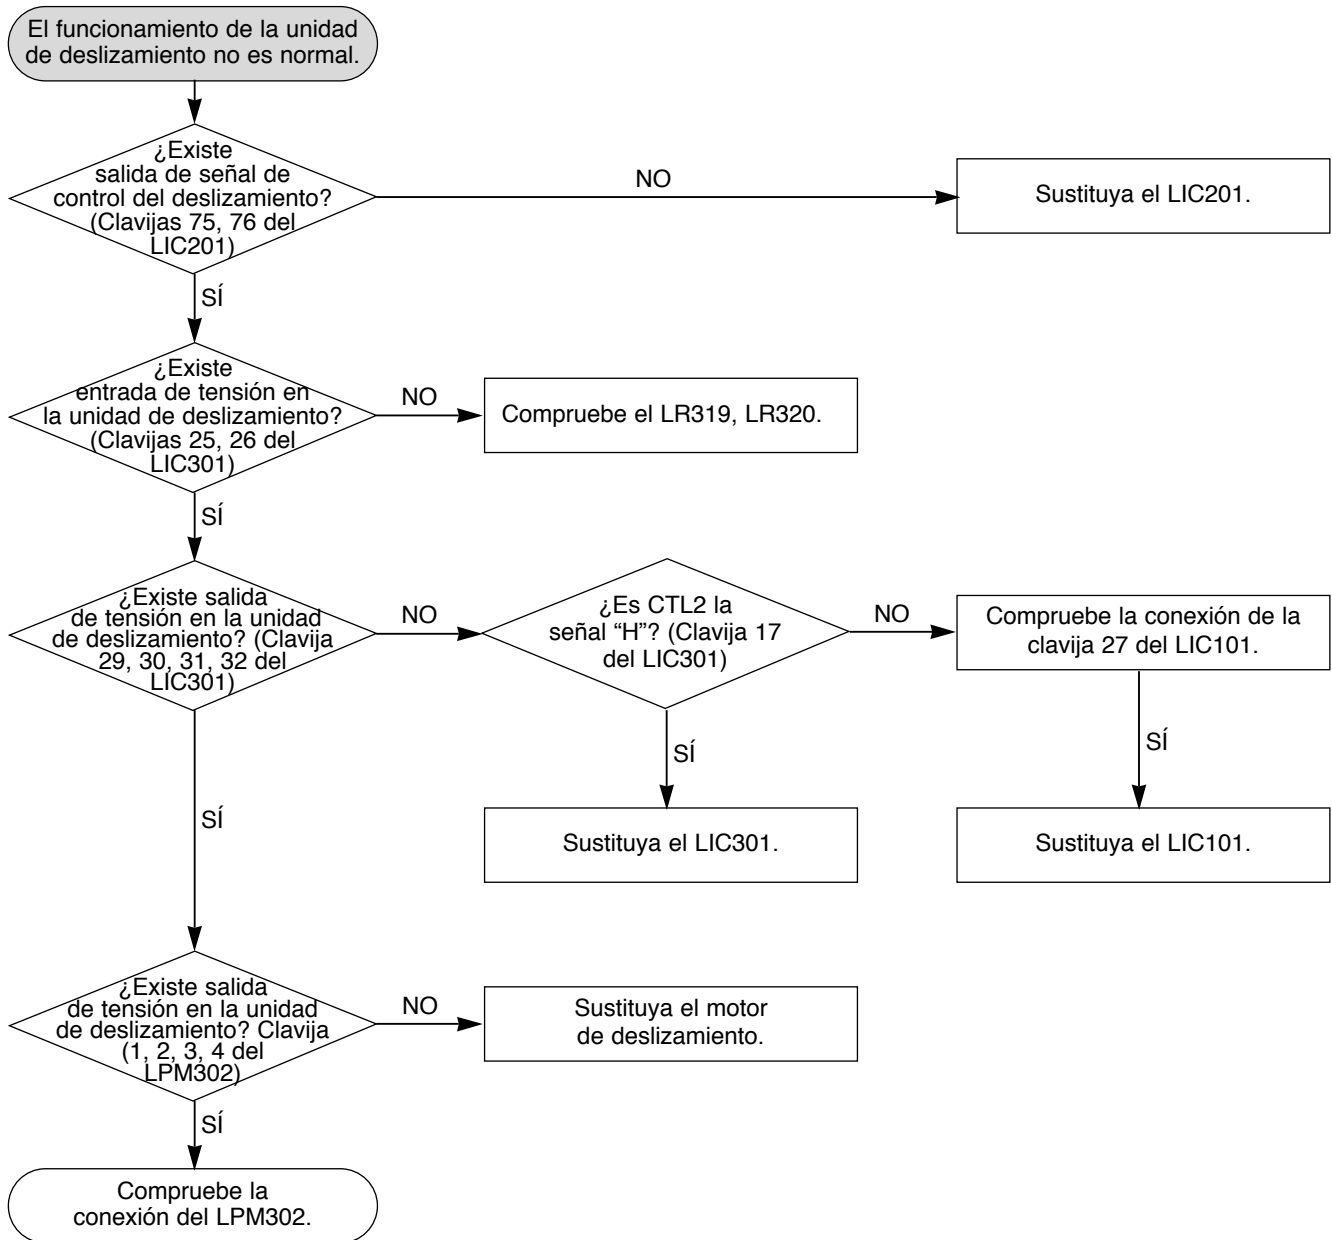 El funcionamiento de la unidad
de deslizamiento no es normal.
¿Existe
salida de señal de
control del deslizamiento?
(Clavijas 75, 76 del
LIC201)
NO
Sustituya el LIC201.
SÍ
¿Existe
entrada de tensión en
la unidad de deslizamiento?
(Clavijas 25, 26 del
LIC301)
NO
Compruebe el LR319, LR320.
SÍ
¿Existe salida
de tensión en la unidad
de deslizamiento? (Clavija
29, 30, 31, 32 del
LIC301)
NO
¿Es CTL2 la
señal “H”? (Clavija 17
del LIC301)
NO
Compruebe la conexión de la
clavija 27 del LIC101.
SÍ
SÍ
SÍ
Sustituya el LIC301.
Sustituya el LIC101.
¿Existe salida
de tensión en la unidad
de deslizamiento? Clavija
(1, 2, 3, 4 del
LPM302)
NO
Sustituya el motor
de deslizamiento.
SÍ
Compruebe la
conexión del LPM302.